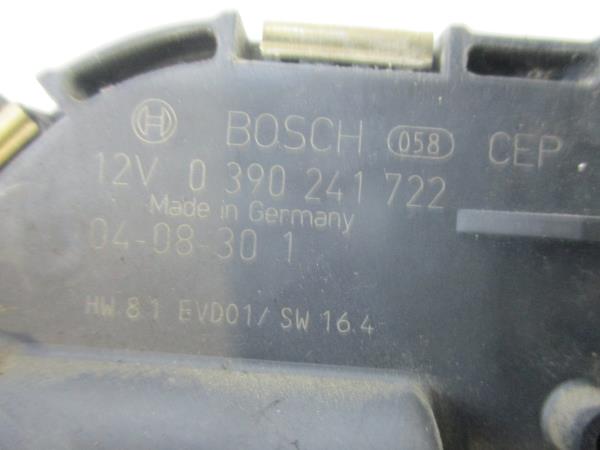 BOSCH 058 CEP
12V 0 390 241 722
Made in Germany
04-08-30 1
HW 8.1 EVD01/ SW 16.4